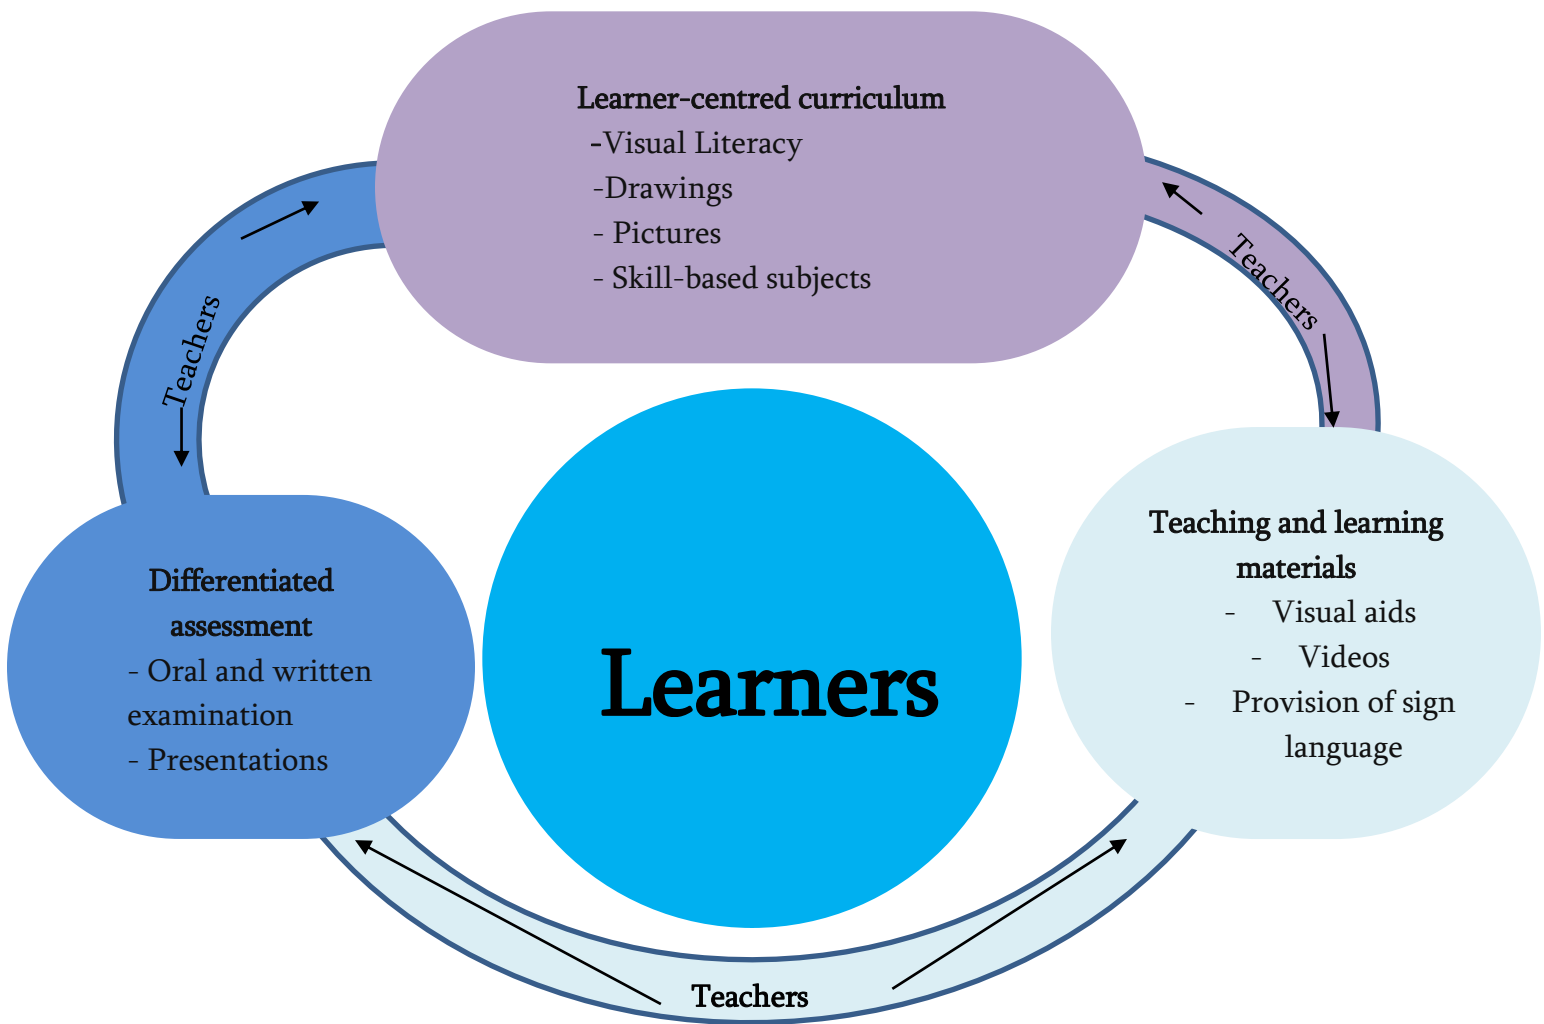 Learner-centred curriculum
-Visual Literacy
-Drawings
- Pictures
- Skill-based subjects
Teachers
Teachers
Differentiated
assessment
- Oral and written
examination
- Presentations
Learners
Teaching and learning
materials
- Visual aids
- Videos
- Provision of sign
language
Teachers